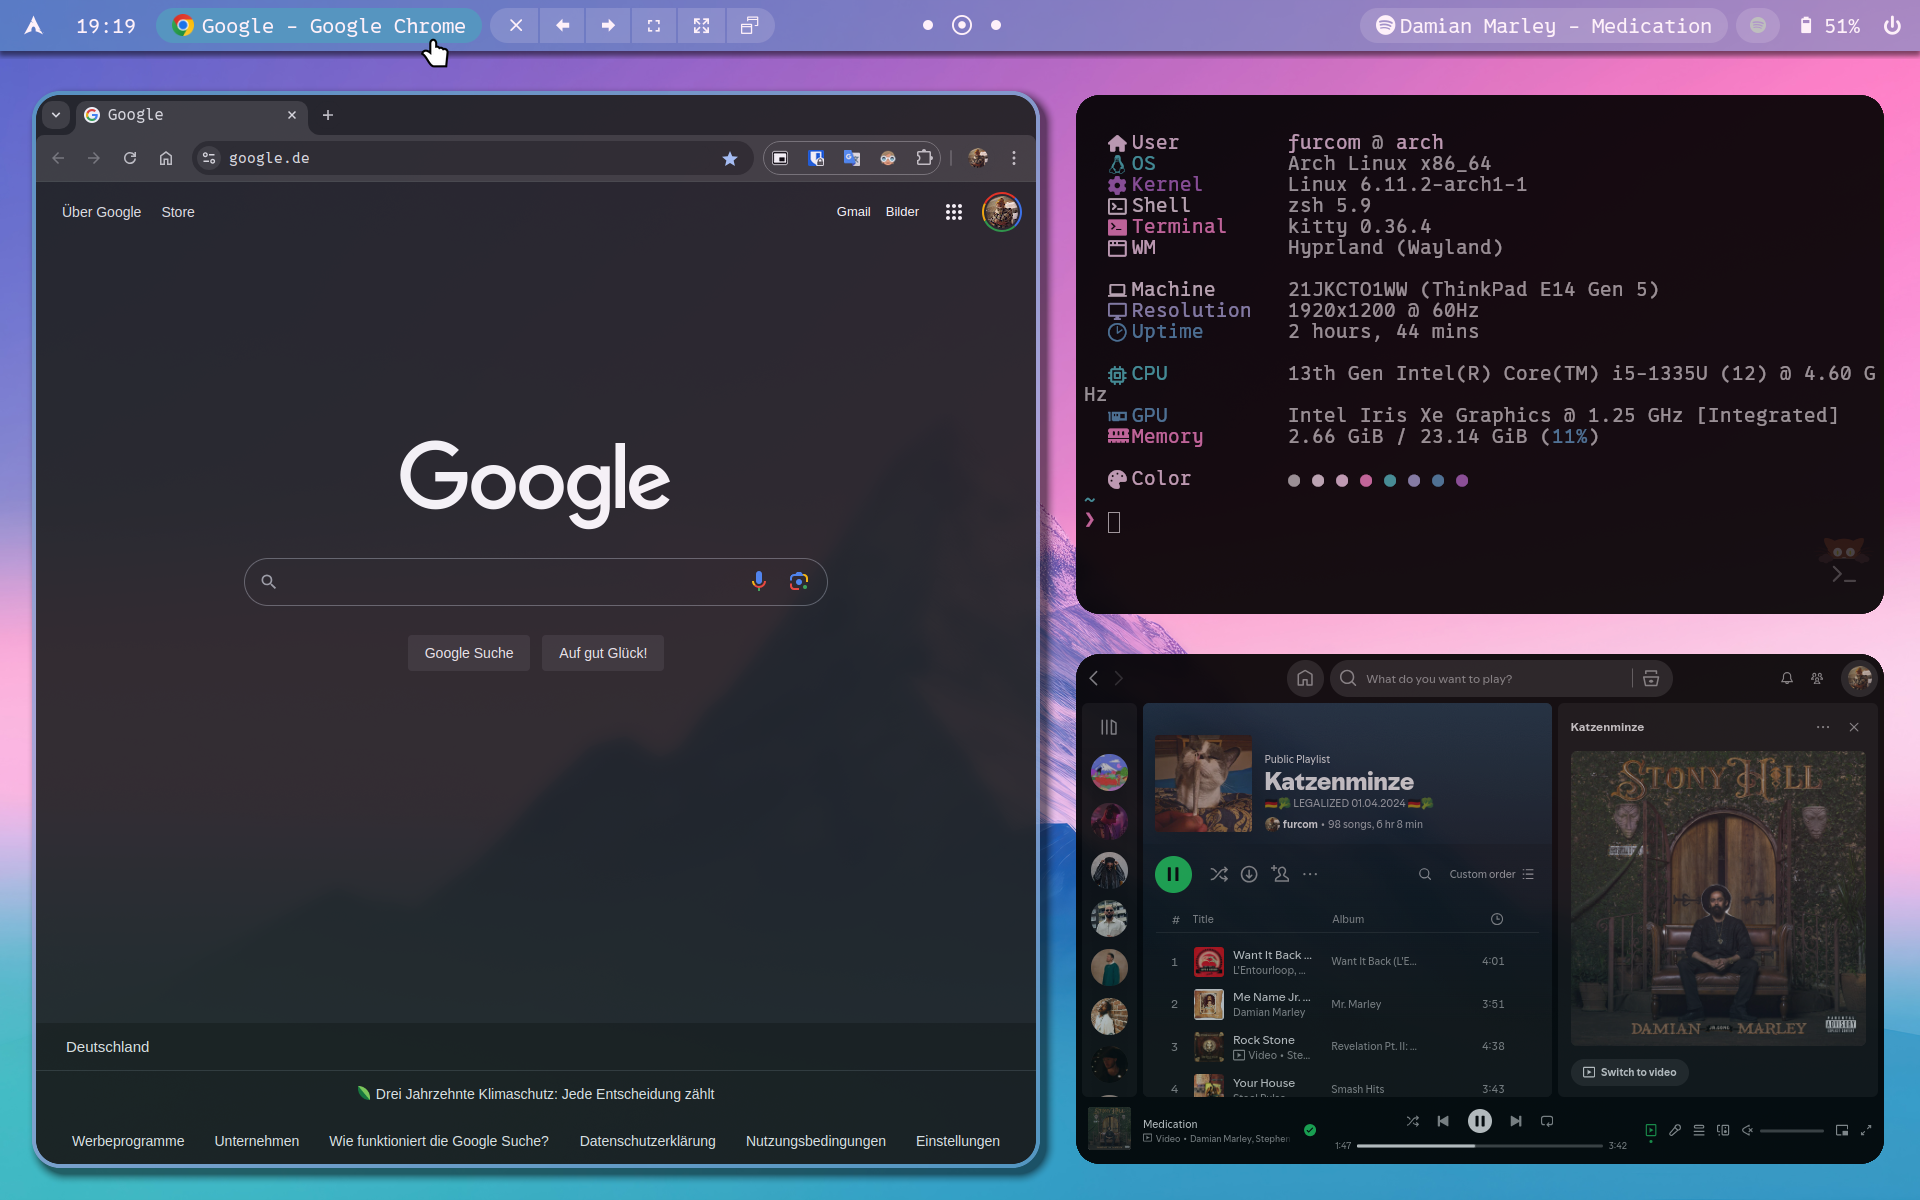 19:19
Google - Google Chrome
Damian Marley - Medication
51%
Google
google.de
Über Google
Store
Gmail
Bilder
Google
Google Suche
Auf gut Glück!
Deutschland
Drei Jahrzehnte Klimaschutz: Jede Entscheidung zählt
Werbeprogramme
Unternehmen
Wie funktioniert die Google Suche?
Datenschutzerklärung
Nutzungsbedingungen
Einstellungen
User ƒurcom @ arch
OS Arch Linux x86_64
Kernel Linux 6.11.2-arch1-1
Shell zsh 5.9
Terminal kitty 0.36.4
WM Hyprland (Wayland)
Machine 21JKCTO1WW (ThinkPad E14 Gen 5)
Resolution 1920x1200 @ 60Hz
Uptime 2 hours, 44 mins
CPU 13th Gen Intel(R) Core(TM) i5-1335U (12) @ 4.60 G
Hz
GPU Intel Iris Xe Graphics @ 1.25 GHz [Integrated]
Memory 2.66 GiB / 23.14 GiB (11%)
Color
~
❯
What do you want to play?
Public Playlist
Katzenminze
LEGALIZED 01.04.2024
furcom • 98 songs, 6 hr 8 min
Custom order
# Title Album
1 Want It Back ... Want It Back (L'E... 4:01
L'Entourloop, ...
2 Me Name Jr. ... Mr. Marley 3:51
Damian Marley
3 Rock Stone Revelation Pt. II: ... 4:38
Video • Ste...
4 Your House Smash Hits 3:43
Steel Pulse
Katzenminze
STONY HILL
DAMIAN JR. GONG MARLEY
PARENTAL ADVISORY
Switch to video
Medication
Video • Damian Marley, Stephen
1:47
3:42